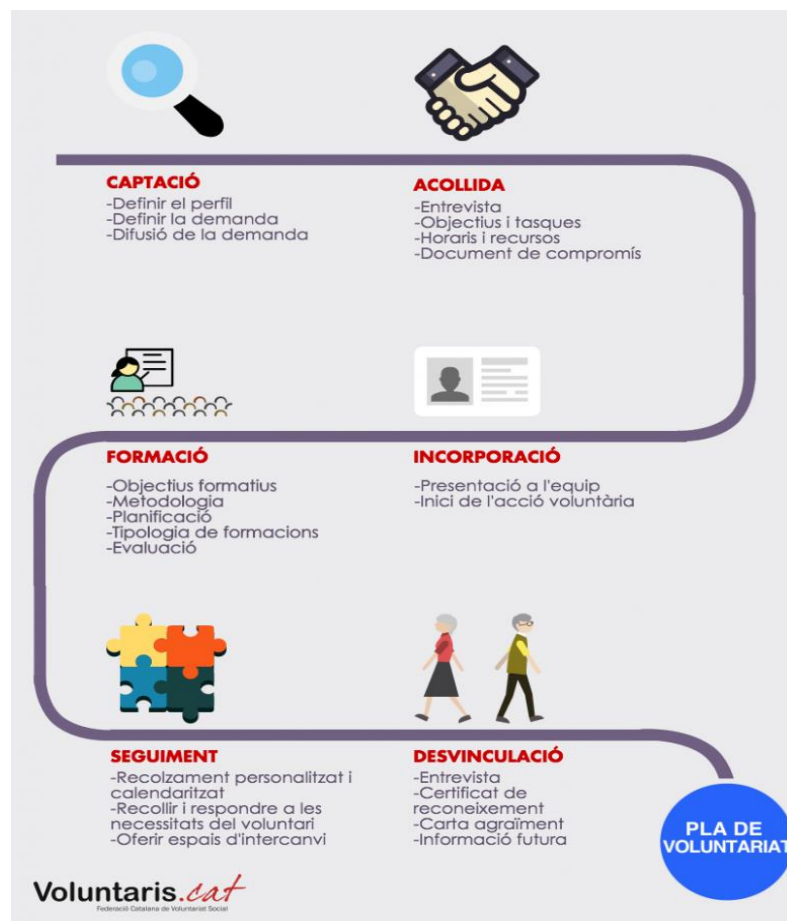 CAPTACIÓ
-Definir el perfil
-Definir la demanda
-Difusió de la demanda
ACOLLIDA
-Entrevista
-Objectius i tasques
-Horaris i recursos
-Document de compromís
FORMACIÓ
-Objectius formatius
-Metodologia
-Planificació
-Tipologia de formacions
-Evaluació
INCORPORACIÓ
-Presentació a l'equip
-Inici de l'acció voluntària
SEGUIMENT
-Recolzament personalitzat i
calendaritzat
-Recollir i respondre a les
necessitats del voluntari
-Oferir espais d'intercanvi
DESVINCULACIÓ
-Entrevista
-Certificat de
reconeixement
-Carta agraïment
-Informació futura
PLA DE
VOLUNTARIAT
Voluntaris.cat
Federació Catalana de Voluntariat Social